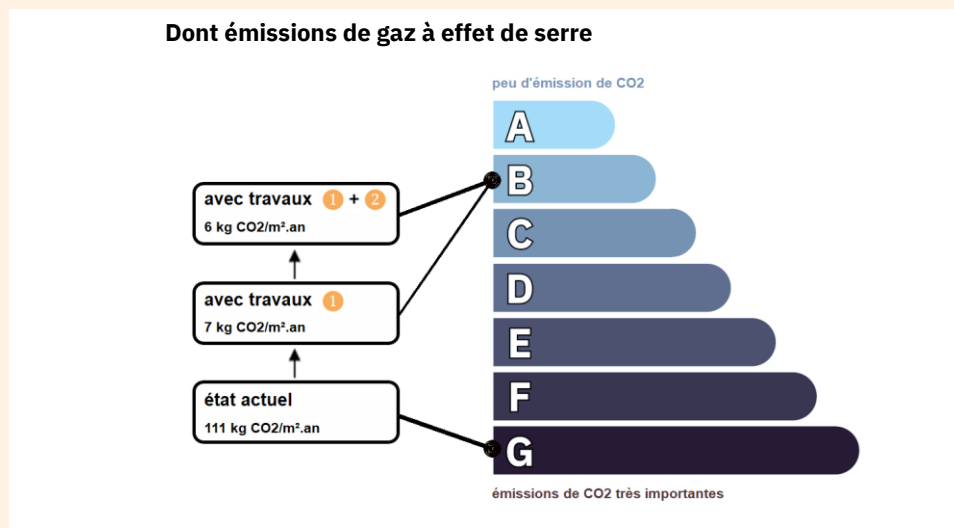 Dont émissions de gaz à effet de serre
peu d'émission de CO2
A
B
C
D
E
F
G
émissions de CO2 très importantes
avec travaux 1 + 2
6 kg CO2/m².an
avec travaux 1
7 kg CO2/m².an
état actuel
111 kg CO2/m².an